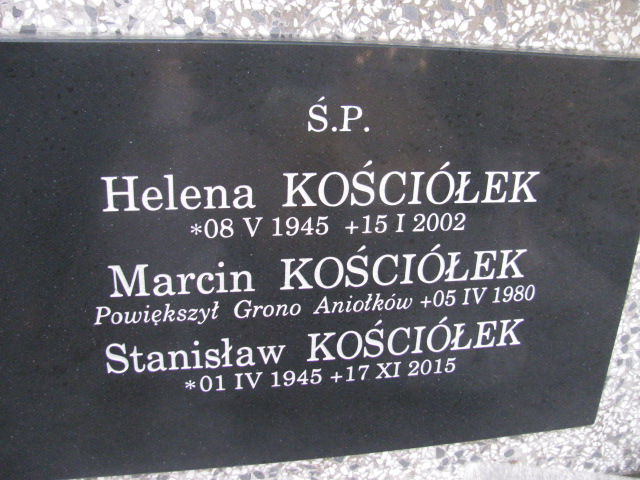 Ś.P.
Helena KOŚCIÓŁEK
*08 V 1945 +15 I 2002
Marcin KOŚCIÓŁEK
Powiększył Grono Aniołków +05 IV 1980
Stanisław KOŚCIÓŁEK
*01 IV 1945 +17 XI 2015